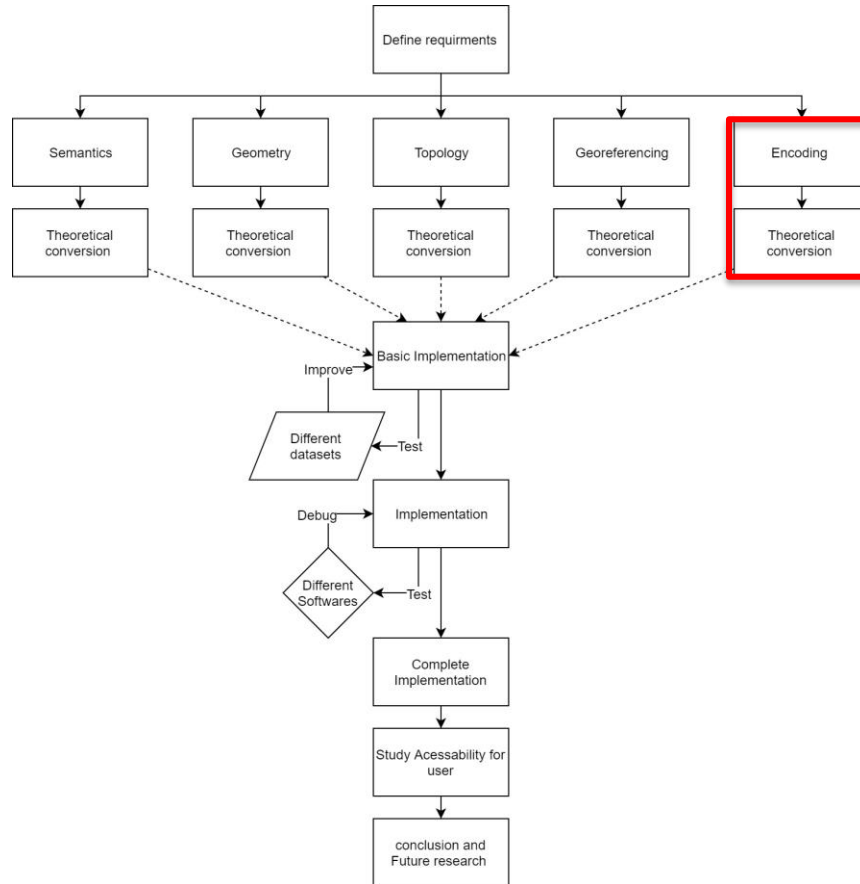 Define requirments
Semantics
Geometry
Topology
Georeferencing
Encoding
Theoretical
conversion
Theoretical
conversion
Theoretical
conversion
Theoretical
conversion
Theoretical
conversion
Basic Implementation
Improve
Different
datasets
Test
Implementation
Debug
Different
Softwares
Test
Complete
Implementation
Study Acessability for
user
conclusion and
Future research